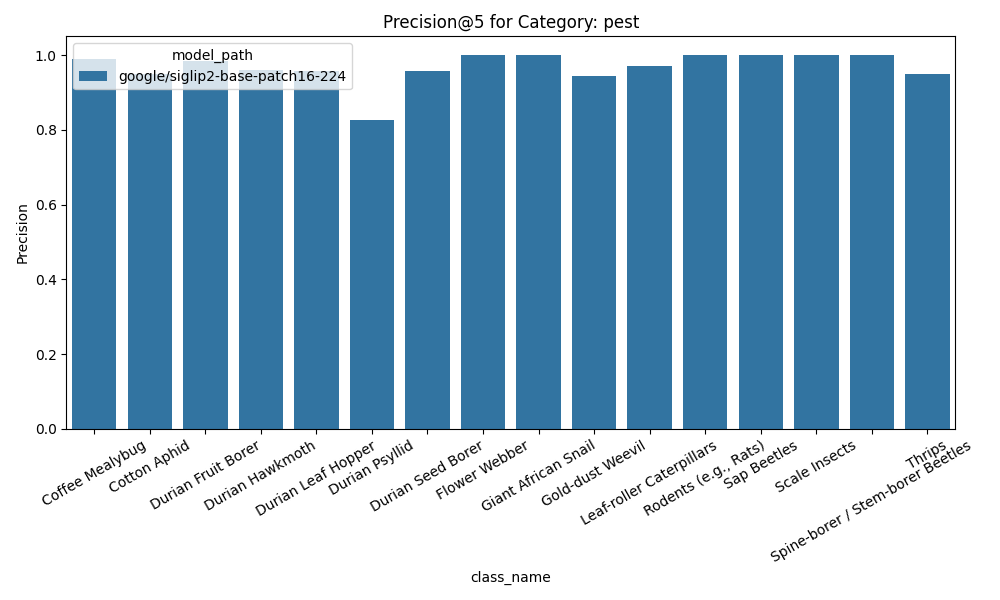 Precision@5 for Category: pest
model_path
google/siglip2-base-patch16-224
Precision
1.0
0.8
0.6
0.4
0.2
0.0
Coffee Mealybug
Cotton Aphid
Durian Fruit Borer
Durian Hawkmoth
Durian Leaf Hopper
Durian Psyllid
Durian Seed Borer
Flower Webber
Giant African Snail
Gold-dust Weevil
Leaf-roller Caterpillars
Rodents (e.g., Rats)
Sap Beetles
Scale Insects
Spine-borer / Stem-borer Beetles
Thrips
class_name